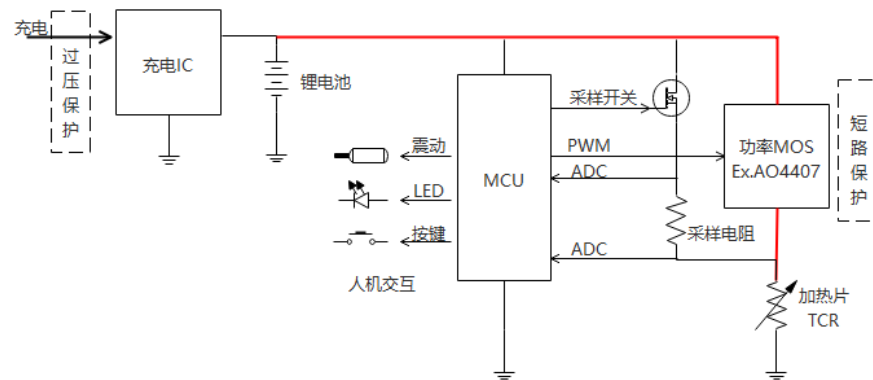 充电
过压保护
充电IC
锂电池
震动
LED
按键
人机交互
MCU
采样开关
PWM
ADC
采样电阻
ADC
功率MOS
Ex.AO4407
短路保护
加热片
TCR